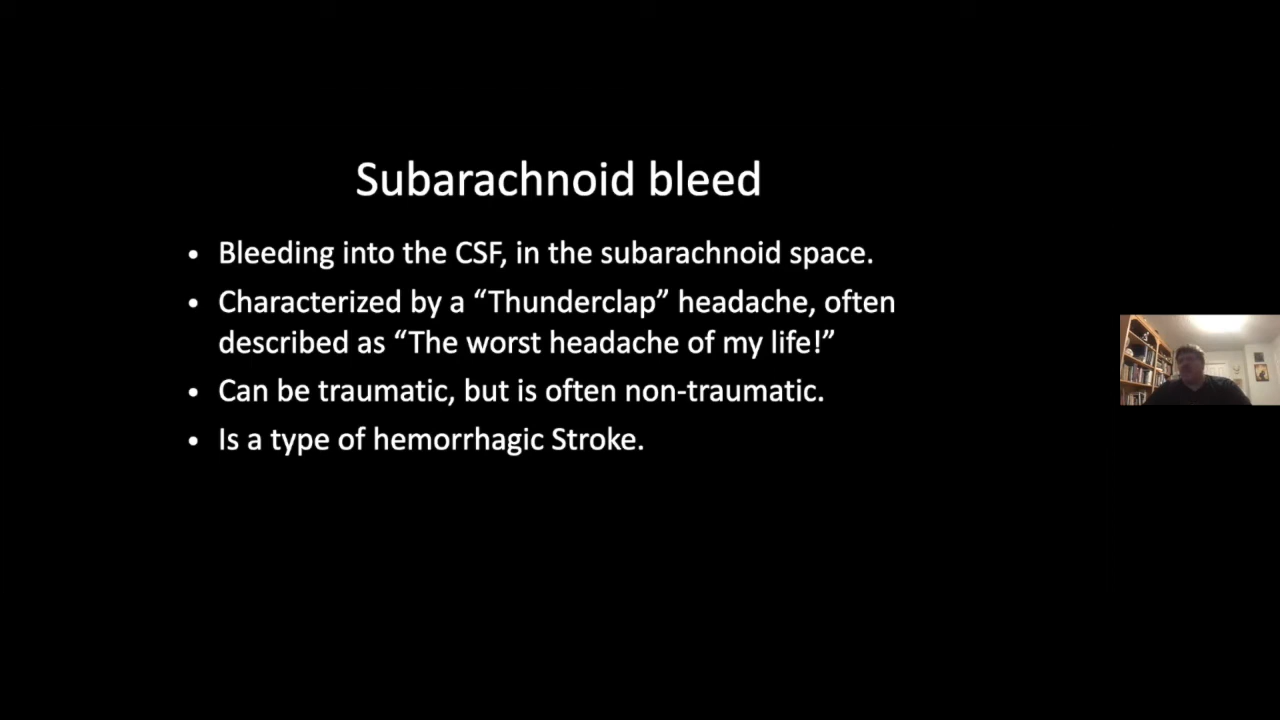 Subarachnoid bleed
• Bleeding into the CSF, in the subarachnoid space.
• Characterized by a “Thunderclap” headache, often
described as “The worst headache of my life!”
• Can be traumatic, but is often non-traumatic.
• Is a type of hemorrhagic Stroke.